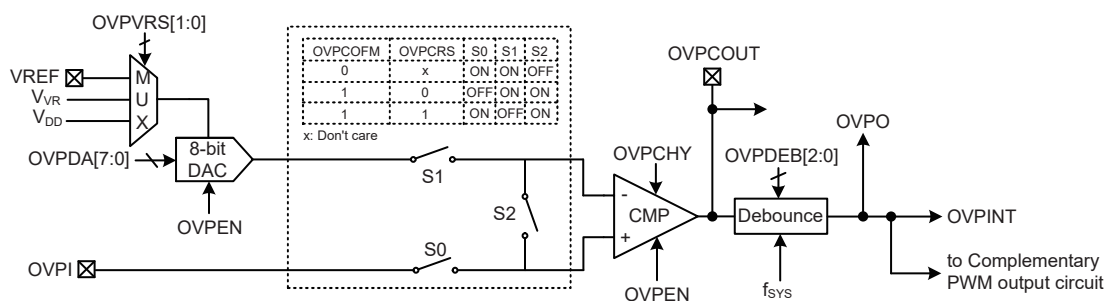 OVPVRS[1:0]
VREF
V_VR
V_DD
M
U
X
OVPDA[7:0]
8-bit
DAC
OVPEN
OVPCOFM OVPCRS S0 S1 S2
0 x ON ON OFF
1 0 OFF ON ON
1 1 ON OFF ON
x: Don't care
S1
S2
S0
OVPI
OVPCOUT
OVPCHY
-
CMP
+
OVPEN
OVPDEB[2:0]
Debounce
f_SYS
OVPO
OVPINT
to Complementary
PWM output circuit